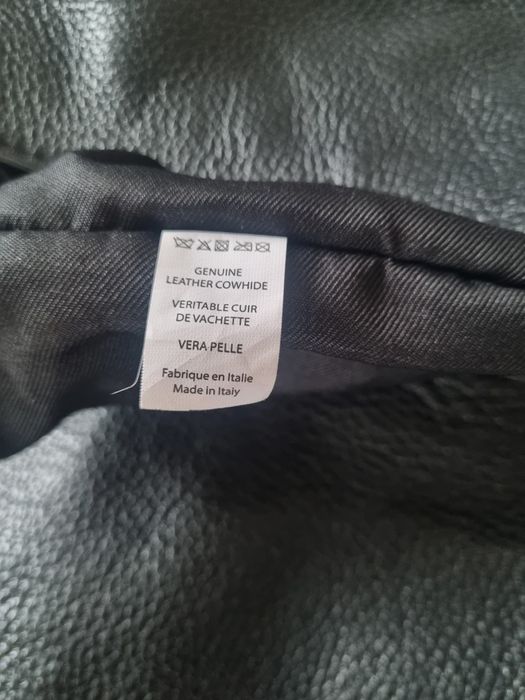 GENUINE
LEATHER COWHIDE
VERITABLE CUIR
DE VACHETTE
VERA PELLE
Fabrique en Italie
Made in Italy